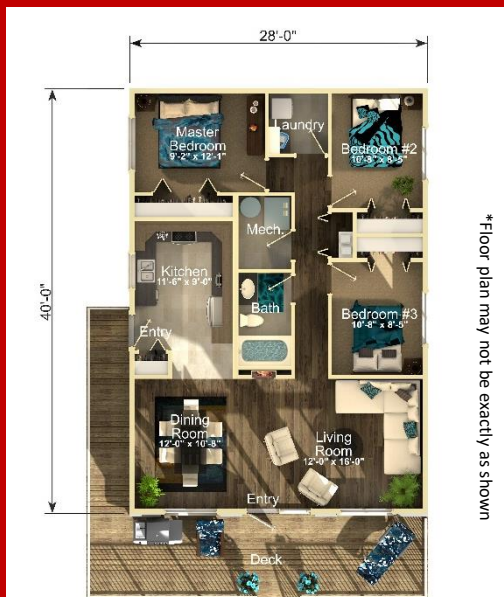 28'-0"
40'-0"
Master
Bedroom
9'-2" x 12'-1"
Laundry
Bedroom #2
10'-8" x 8'-5"
Mech.
Kitchen
11'-6" x 9'-0"
Bath
Bedroom #3
10'-8" x 8'-5"
Entry
Dining
Room
12'-0" x 10'-8"
Living
Room
12'-0" x 16'-0"
Entry
Deck
*Floor plan may not be exactly as shown